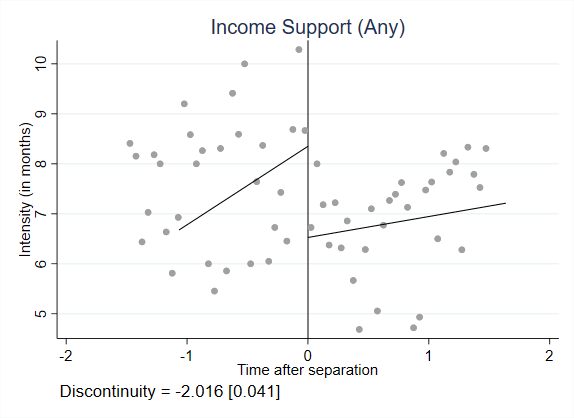 Income Support (Any)
Intensity (in months)
10
9
8
7
6
5
-2 -1 0 1 2
Time after separation
Discontinuity = -2.016 [0.041]